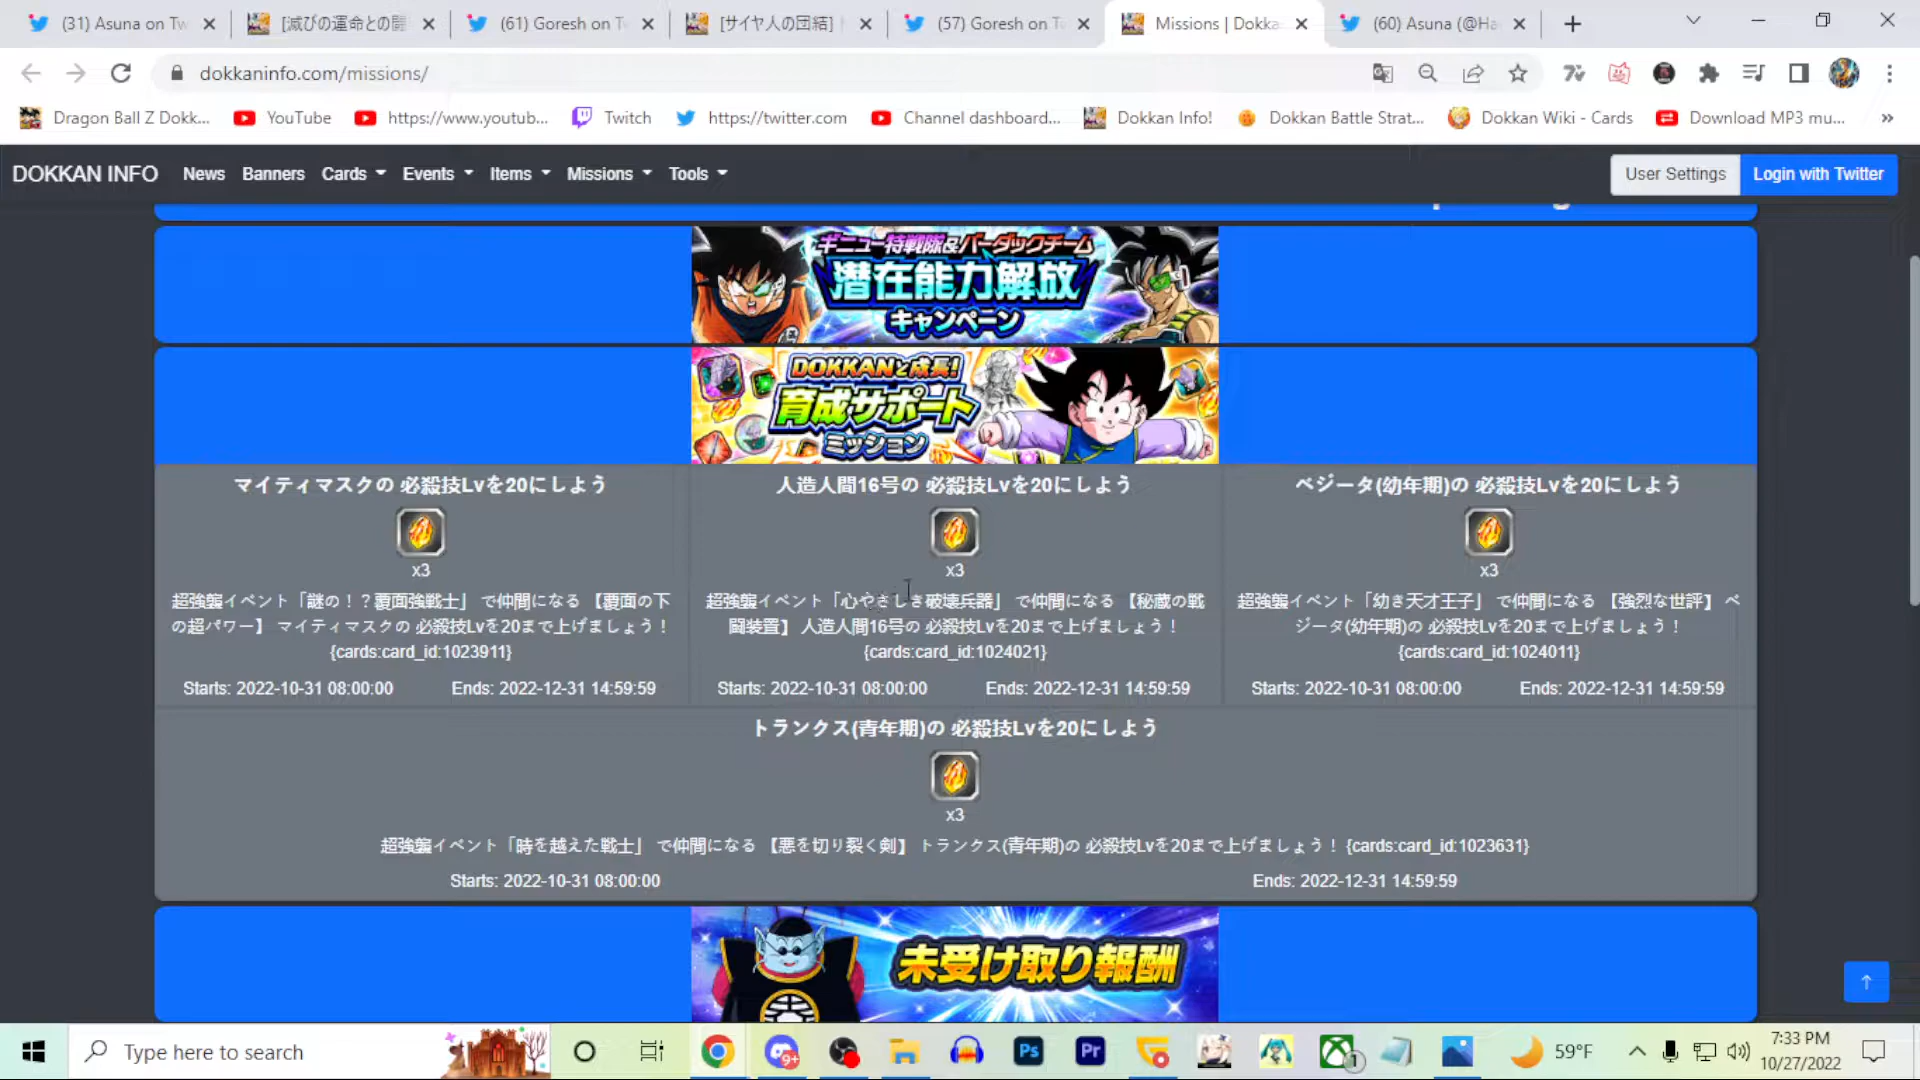 (31) Asuna on Tw
[滅びの運命との闘
(61) Goresh on Tw
[サイヤ人の団結]
(57) Goresh on Tw
Missions | Dokka
(60) Asuna (@Ha
dokkaninfo.com/missions/
Dragon Ball Z Dokk...
YouTube
https://www.youtub...
Twitch
https://twitter.com
Channel dashboard...
Dokkan Info!
Dokkan Battle Strat...
Dokkan Wiki - Cards
Download MP3 mu...
»
DOKKAN INFO
News
Banners
Cards
Events
Items
Missions
Tools
User Settings
Login with Twitter
ギニュー特戦隊&バーダックチーム
潜在能力解放
キャンペーン
DOKKANと成長!
育成サポート
ミッション
マイティマスクの 必殺技Lvを20にしよう
x3
超強襲イベント「謎の！？覆面強戦士」 で仲間になる 【覆面の下
の超パワー】 マイティマスクの 必殺技Lvを20まで上げましょう！
{cards:card_id:1023911}
Starts: 2022-10-31 08:00:00 Ends: 2022-12-31 14:59:59
人造人間16号の 必殺技Lvを20にしよう
x3
超強襲イベント「心やさしき破壊兵器」 で仲間になる 【秘蔵の戦
闘装置】 人造人間16号の 必殺技Lvを20まで上げましょう！
{cards:card_id:1024021}
Starts: 2022-10-31 08:00:00 Ends: 2022-12-31 14:59:59
ベジータ(幼年期)の 必殺技Lvを20にしよう
x3
超強襲イベント「幼き天才王子」 で仲間になる 【強烈な世評】 ベ
ジータ(幼年期)の 必殺技Lvを20まで上げましょう！
{cards:card_id:1024011}
Starts: 2022-10-31 08:00:00 Ends: 2022-12-31 14:59:59
トランクス(青年期)の 必殺技Lvを20にしよう
x3
超強襲イベント「時を越えた戦士」 で仲間になる 【悪を切り裂く剣】 トランクス(青年期)の 必殺技Lvを20まで上げましょう！ {cards:card_id:1023631}
Starts: 2022-10-31 08:00:00 Ends: 2022-12-31 14:59:59
未受け取り報酬
Type here to search
9+
Ps
Pr
1
59°F
7:33 PM
10/27/2022